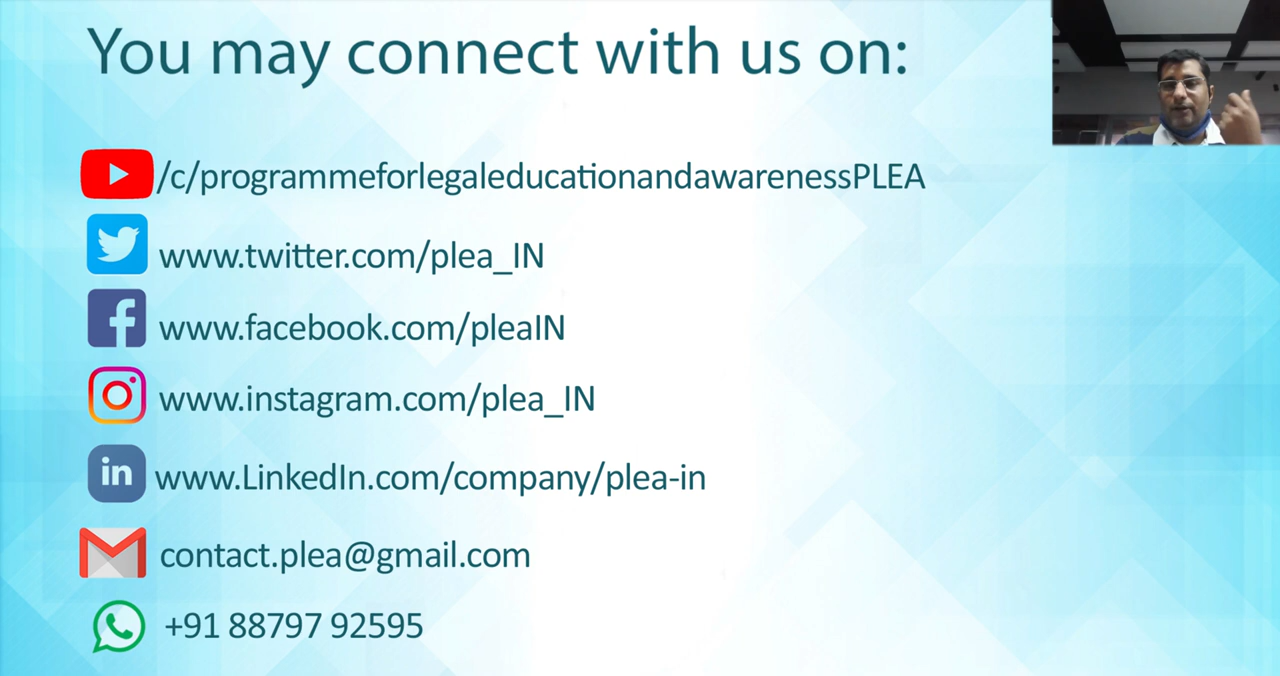 You may connect with us on:
/c/programmeforlegaleducationandawarenessPLEA
www.twitter.com/plea_IN
www.facebook.com/pleaIN
www.instagram.com/plea_IN
in www.LinkedIn.com/company/plea-in
contact.plea@gmail.com
+91 88797 92595